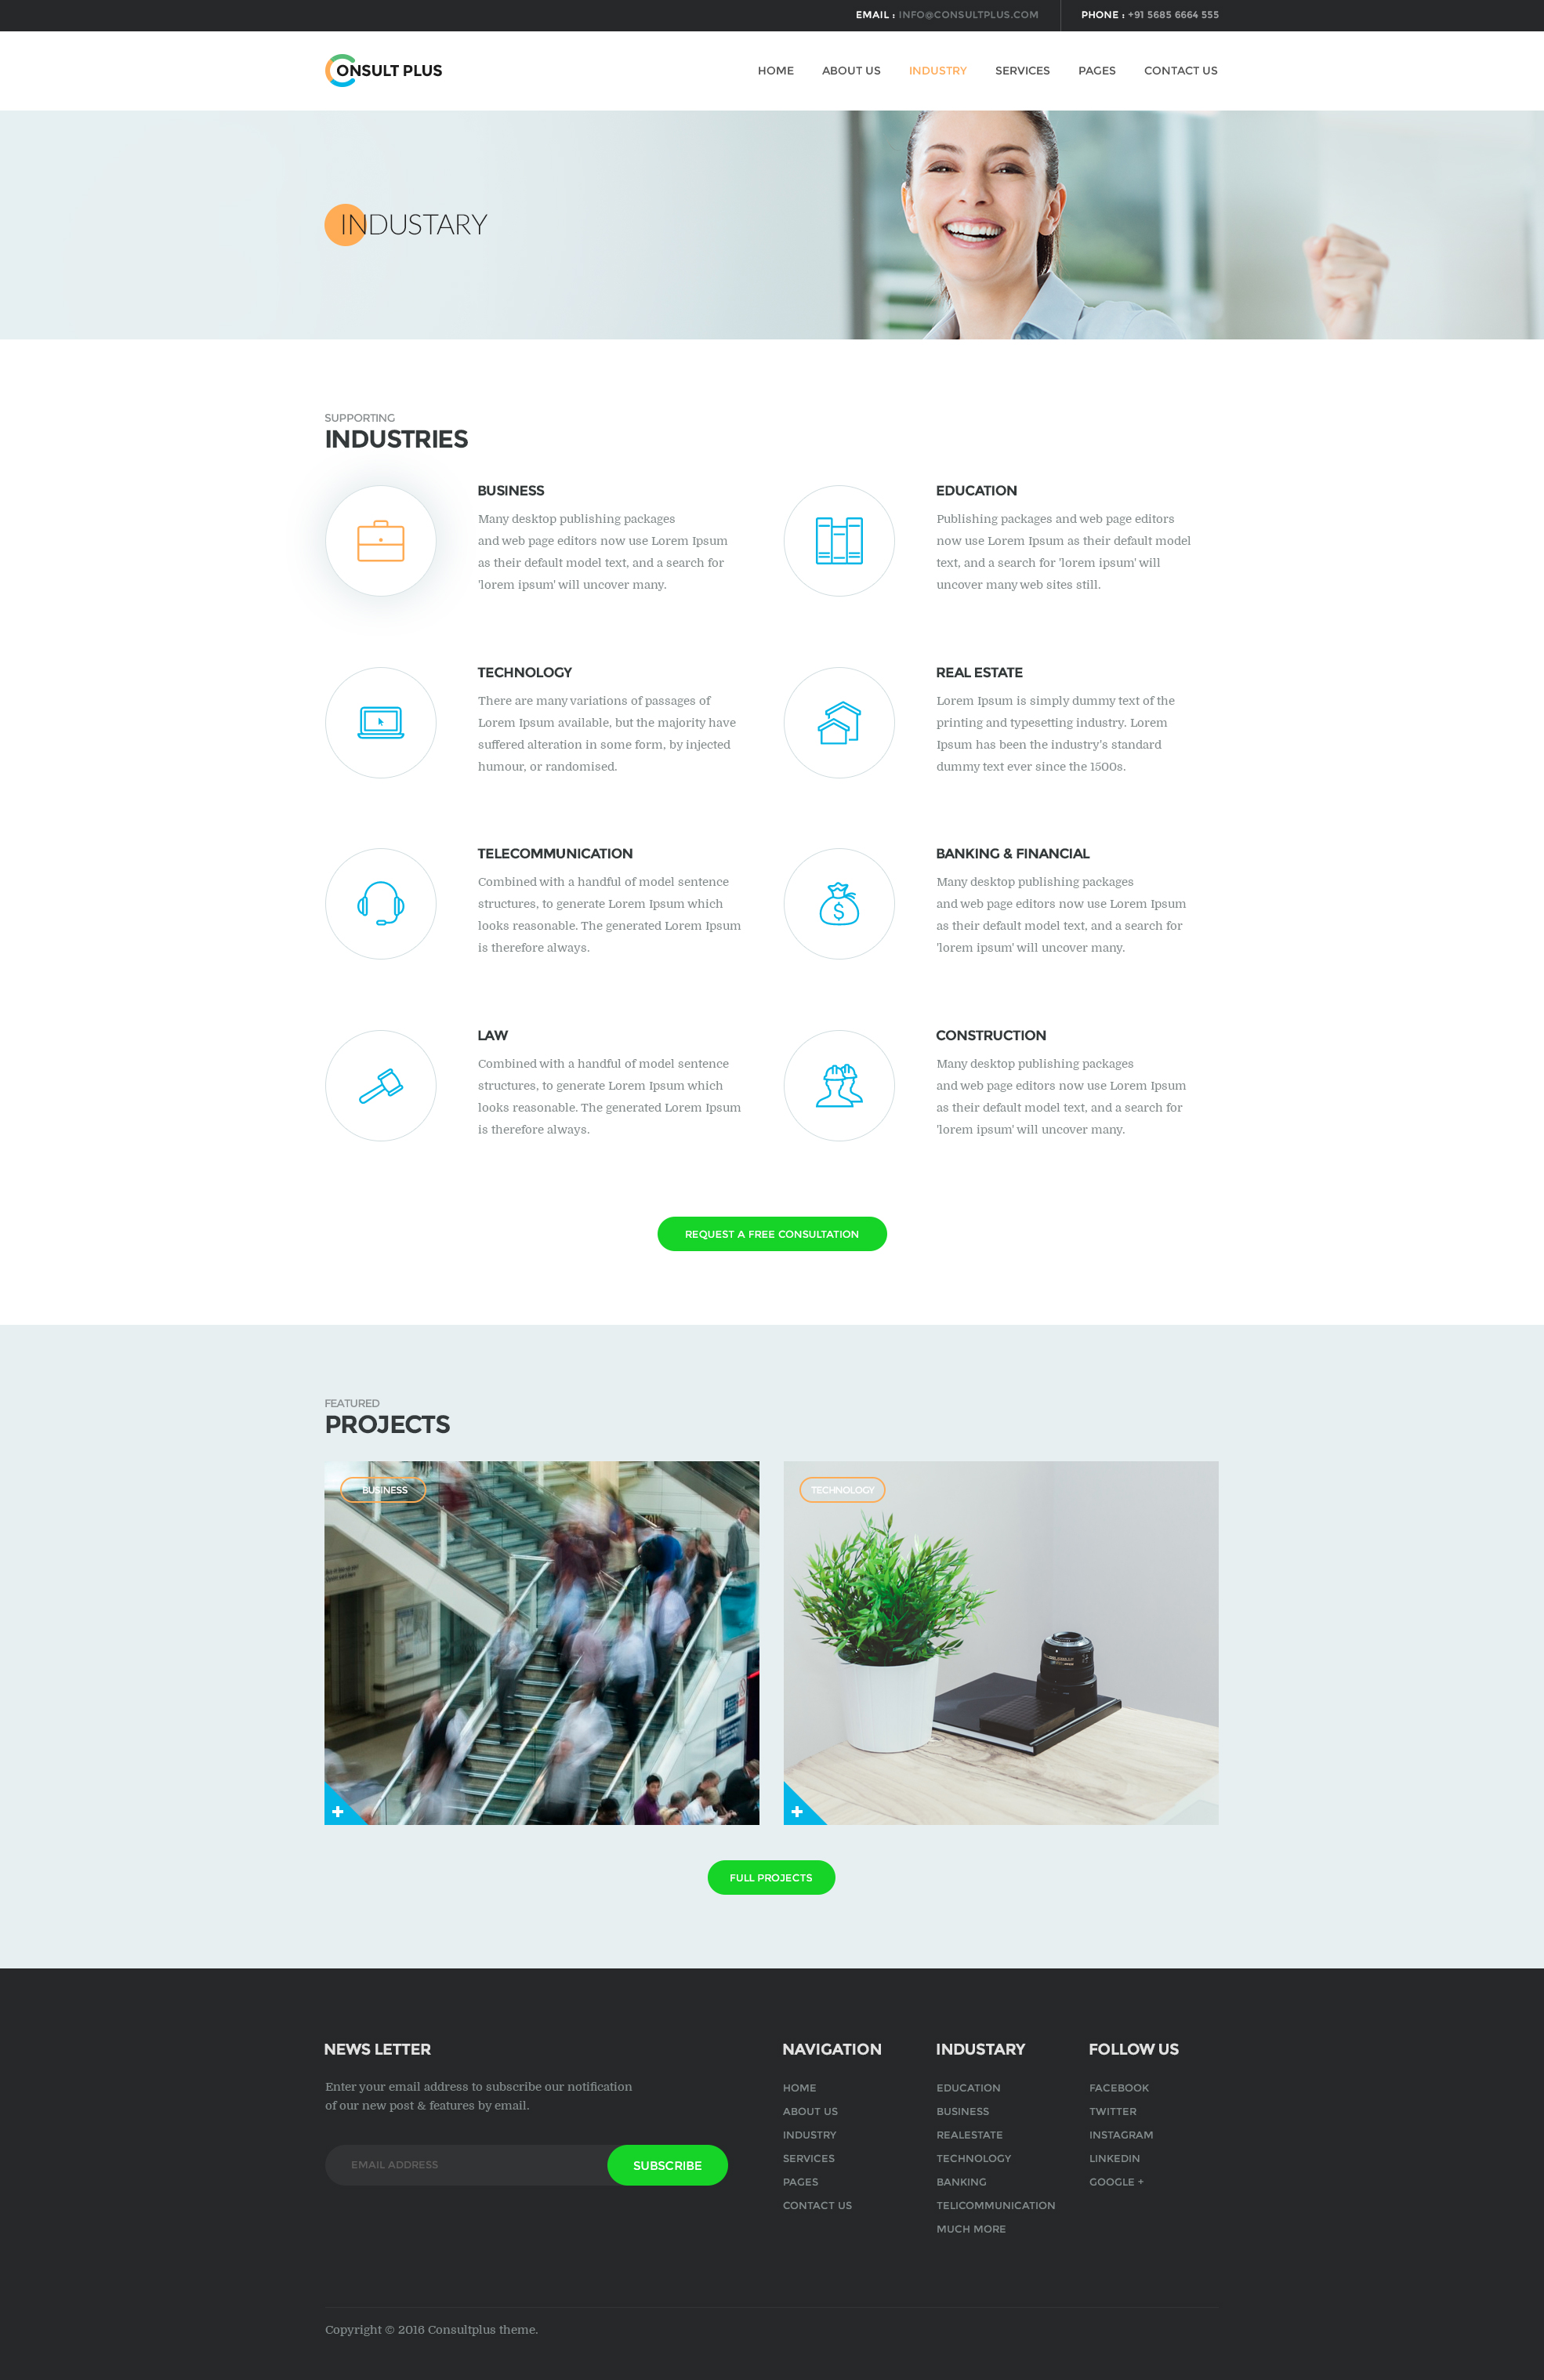 EMAIL : INFO@CONSULTPLUS.COM
PHONE : +91 5685 6664 555
CONSULT PLUS
HOME
ABOUT US
INDUSTRY
SERVICES
PAGES
CONTACT US
INDUSTARY
SUPPORTING
INDUSTRIES
BUSINESS
Many desktop publishing packages
and web page editors now use Lorem Ipsum
as their default model text, and a search for
'lorem ipsum' will uncover many.
EDUCATION
Publishing packages and web page editors
now use Lorem Ipsum as their default model
text, and a search for 'lorem ipsum' will
uncover many web sites still.
TECHNOLOGY
There are many variations of passages of
Lorem Ipsum available, but the majority have
suffered alteration in some form, by injected
humour, or randomised.
REAL ESTATE
Lorem Ipsum is simply dummy text of the
printing and typesetting industry. Lorem
Ipsum has been the industry's standard
dummy text ever since the 1500s.
TELECOMMUNICATION
Combined with a handful of model sentence
structures, to generate Lorem Ipsum which
looks reasonable. The generated Lorem Ipsum
is therefore always.
BANKING & FINANCIAL
Many desktop publishing packages
and web page editors now use Lorem Ipsum
as their default model text, and a search for
'lorem ipsum' will uncover many.
LAW
Combined with a handful of model sentence
structures, to generate Lorem Ipsum which
looks reasonable. The generated Lorem Ipsum
is therefore always.
CONSTRUCTION
Many desktop publishing packages
and web page editors now use Lorem Ipsum
as their default model text, and a search for
'lorem ipsum' will uncover many.
REQUEST A FREE CONSULTATION
FEATURED
PROJECTS
BUSINESS
TECHNOLOGY
FULL PROJECTS
NEWS LETTER
Enter your email address to subscribe our notification
of our new post & features by email.
EMAIL ADDRESS
SUBSCRIBE
NAVIGATION
HOME
ABOUT US
INDUSTRY
SERVICES
PAGES
CONTACT US
INDUSTARY
EDUCATION
BUSINESS
REALESTATE
TECHNOLOGY
BANKING
TELICOMMUNICATION
MUCH MORE
FOLLOW US
FACEBOOK
TWITTER
INSTAGRAM
LINKEDIN
GOOGLE +
Copyright © 2016 Consultplus theme.